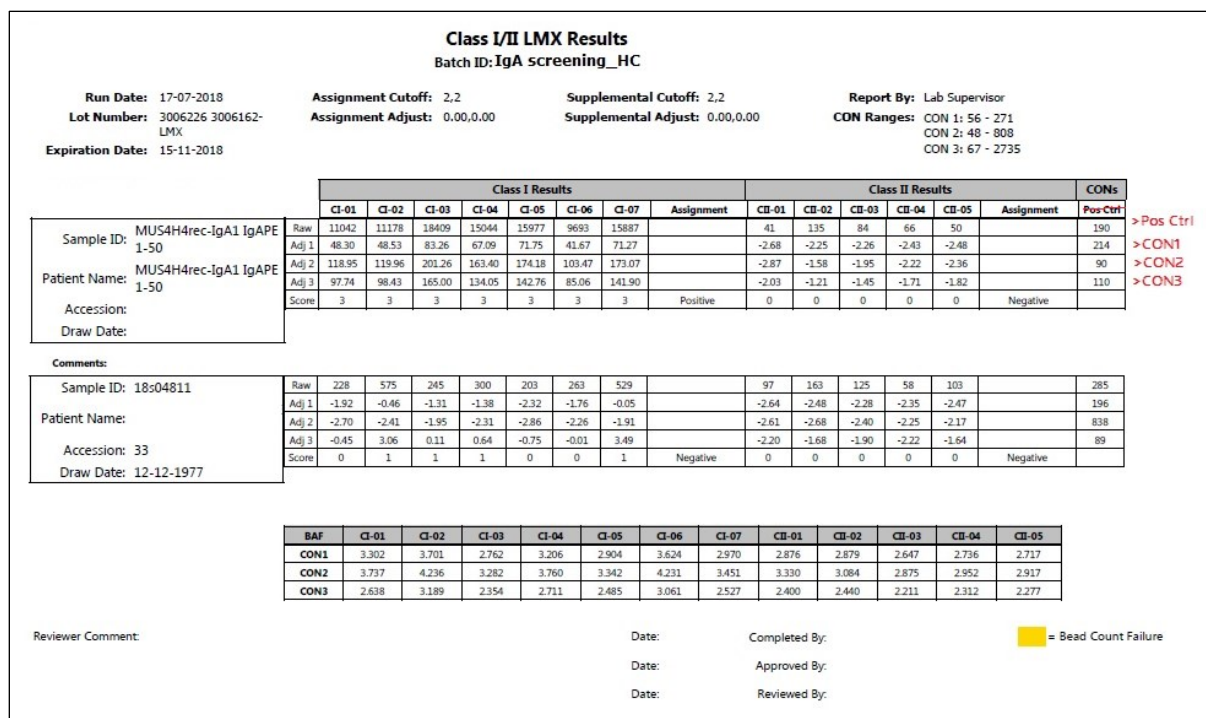 Class I/II LMX Results
Batch ID: IgA screening_HC
Run Date: 17-07-2018 Assignment Cutoff: 2,2 Supplemental Cutoff: 2,2 Report By: Lab Supervisor
Lot Number: 3006226 3006162-LMX Assignment Adjust: 0.00,0.00 Supplemental Adjust: 0.00,0.00 CON Ranges: CON 1: 56 - 271
CON 2: 48 - 808
Expiration Date: 15-11-2018 CON 3: 67 - 2735
Class I Results Class II Results CONs
CI-01 CI-02 CI-03 CI-04 CI-05 CI-06 CI-07 Assignment CII-01 CII-02 CII-03 CII-04 CII-05 Assignment Pos Ctrl
Sample ID: MUS4H4rec-IgA1 IgAPE 1-50
Patient Name: MUS4H4rec-IgA1 IgAPE 1-50
Accession:
Draw Date:
Raw 11042 11178 18409 15044 15977 9693 15887 41 135 84 66 50 190 >Pos Ctrl
Adj 1 48.30 48.53 83.26 67.09 71.75 41.67 71.27 -2.68 -2.25 -2.26 -2.43 -2.48 214 >CON1
Adj 2 118.95 119.96 201.26 163.40 174.18 103.47 173.07 -2.87 -1.58 -1.95 -2.22 -2.36 90 >CON2
Adj 3 97.74 98.43 165.00 134.05 142.76 85.06 141.90 -2.03 -1.21 -1.45 -1.71 -1.82 110 >CON3
Score 3 3 3 3 3 3 3 Positive 0 0 0 0 0 Negative
Comments:
Sample ID: 18s04811
Patient Name:
Accession: 33
Draw Date: 12-12-1977
Raw 228 575 245 300 203 263 529 97 163 125 58 103 285
Adj 1 -1.92 -0.46 -1.31 -1.38 -2.32 -1.76 -0.05 -2.64 -2.48 -2.28 -2.35 -2.47 196
Adj 2 -2.70 -2.41 -1.95 -2.31 -2.86 -2.26 -1.91 -2.61 -2.68 -2.40 -2.25 -2.17 838
Adj 3 -0.45 3.06 0.11 0.64 -0.75 -0.01 3.49 -2.20 -1.68 -1.90 -2.22 -1.64 89
Score 0 1 1 1 0 0 1 Negative 0 0 0 0 0 Negative
BAF CI-01 CI-02 CI-03 CI-04 CI-05 CI-06 CI-07 CII-01 CII-02 CII-03 CII-04 CII-05
CON1 3.302 3.701 2.762 3.206 2.904 3.624 2.970 2.876 2.879 2.647 2.736 2.717
CON2 3.737 4.236 3.282 3.760 3.342 4.231 3.451 3.330 3.084 2.875 2.952 2.917
CON3 2.638 3.189 2.354 2.711 2.485 3.061 2.527 2.400 2.440 2.211 2.312 2.277
Reviewer Comment: Date: Completed By: = Bead Count Failure
Date: Approved By:
Date: Reviewed By: